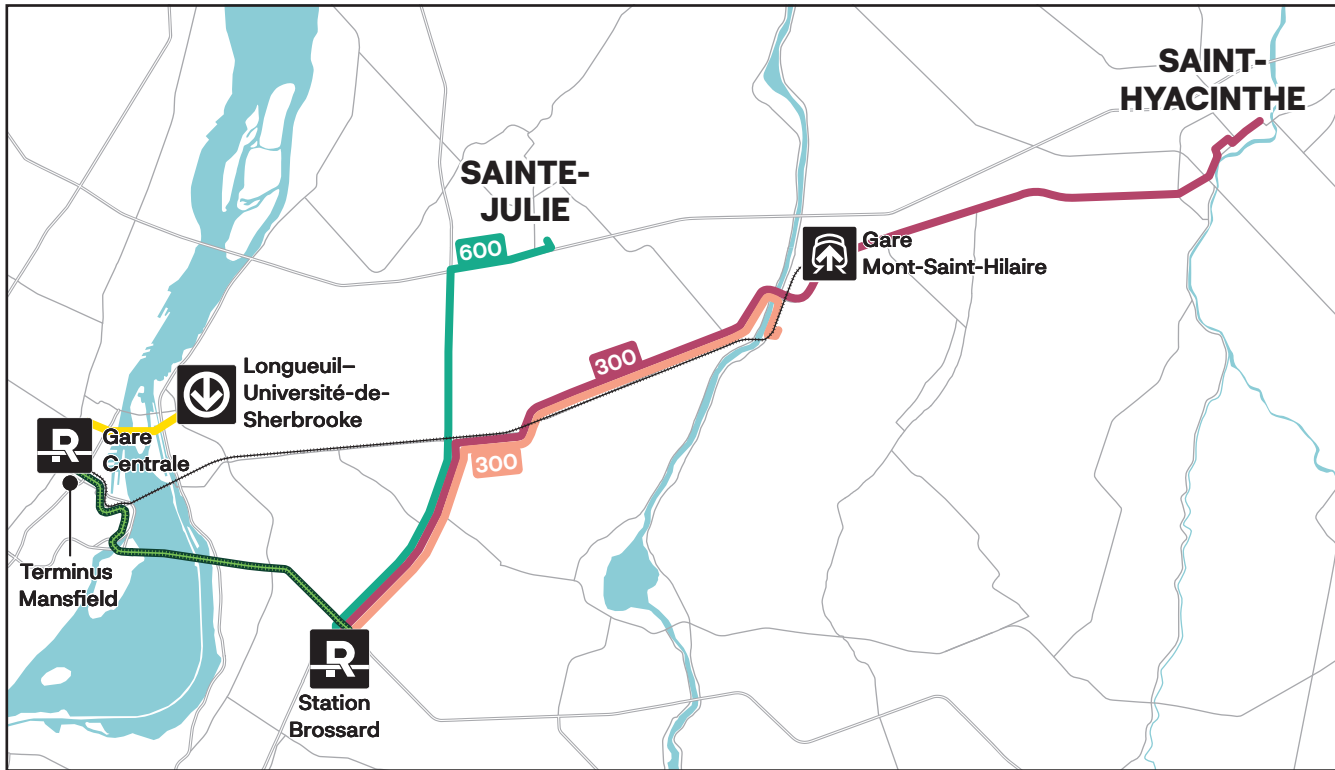 SAINT-
HYACINTHE
SAINTE-
JULIE
600
Gare
Mont-Saint-Hilaire
300
Longueuil–
Université-de-
Sherbrooke
R
Gare
Centrale
300
Terminus
Mansfield
R
Station
Brossard